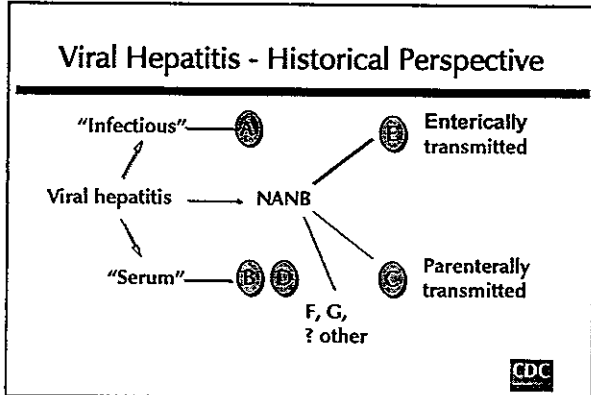 Viral Hepatitis - Historical Perspective
"Infectious" A E Enterically
transmitted
Viral hepatitis NANB
"Serum" B D C Parenterally
transmitted
F, G,
? other
CDC